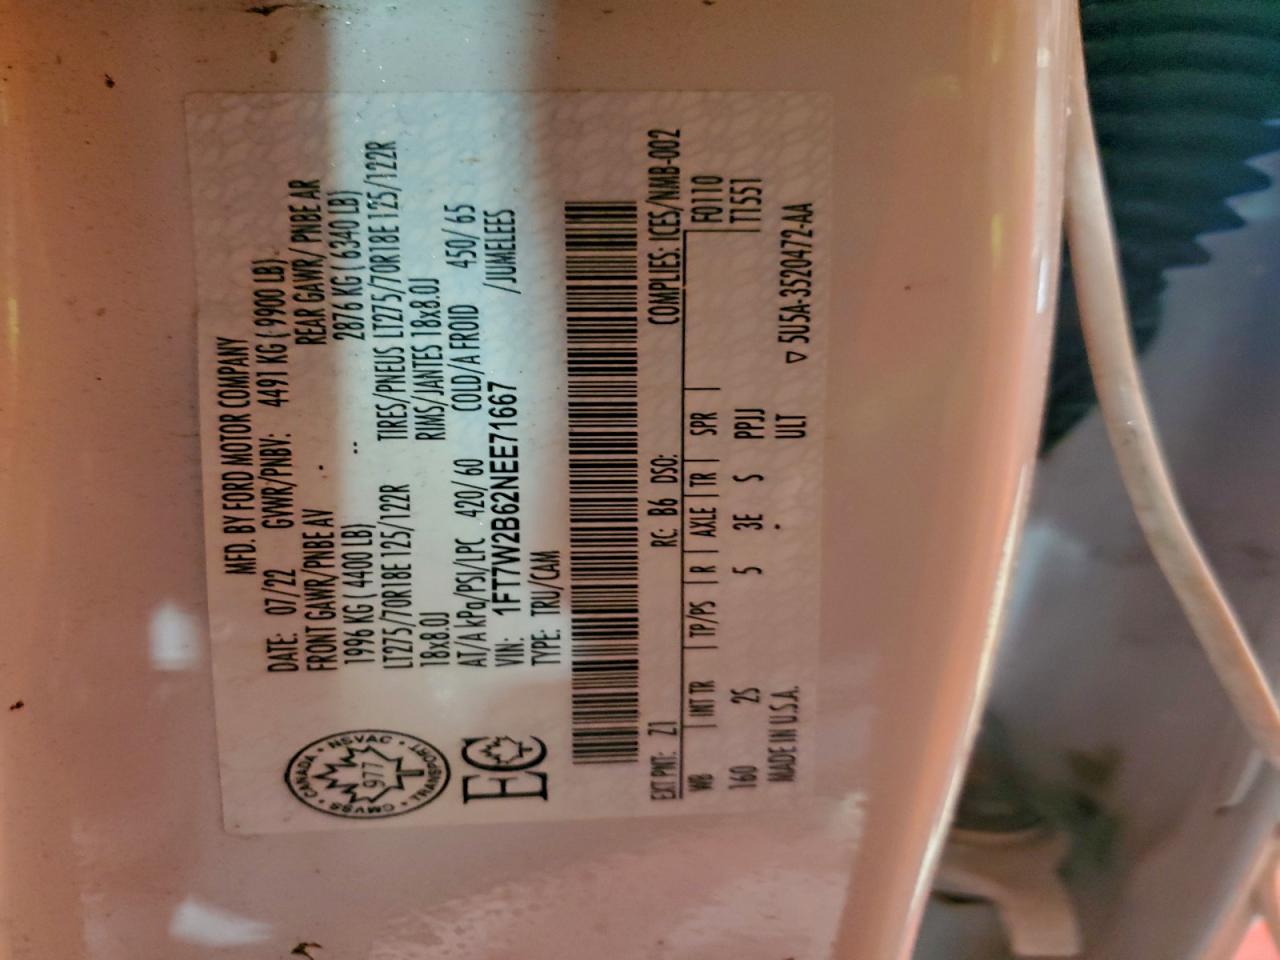 MFD. BY FORD MOTOR COMPANY
DATE: 07/22 GVWR/PNBV: 4491 KG ( 9900 LB)
FRONT GAWR/PNBE AV REAR GAWR/ PNBE AR
1996 KG ( 4400 LB) 2876 KG ( 6340 LB)
LT275/70R18E 125/122R TIRES/PNEUS LT275/70R18E 125/122R
18x8.0J RIMS/JANTES 18x8.0J
AT/A kPa/PSI/LPC 420/ 60 COLD/A FROID 450/ 65
VIN: 1FT7W2B62NEE71667 /JUMELEES
TYPE: TRU/CAM
CANADA • NSVAC • TRANSPORT • CMVSS
977
T
EC
EXT PNT: Z1 RC: B6 DSO: COMPLIES: ICES/NMB-002
WB INT TR TP/PS R AXLE TR SPR F0110
160 2S 5 3E S PPJJ T1551
MADE IN U.S.A. ULT ▽ 5U5A-3520472-AA